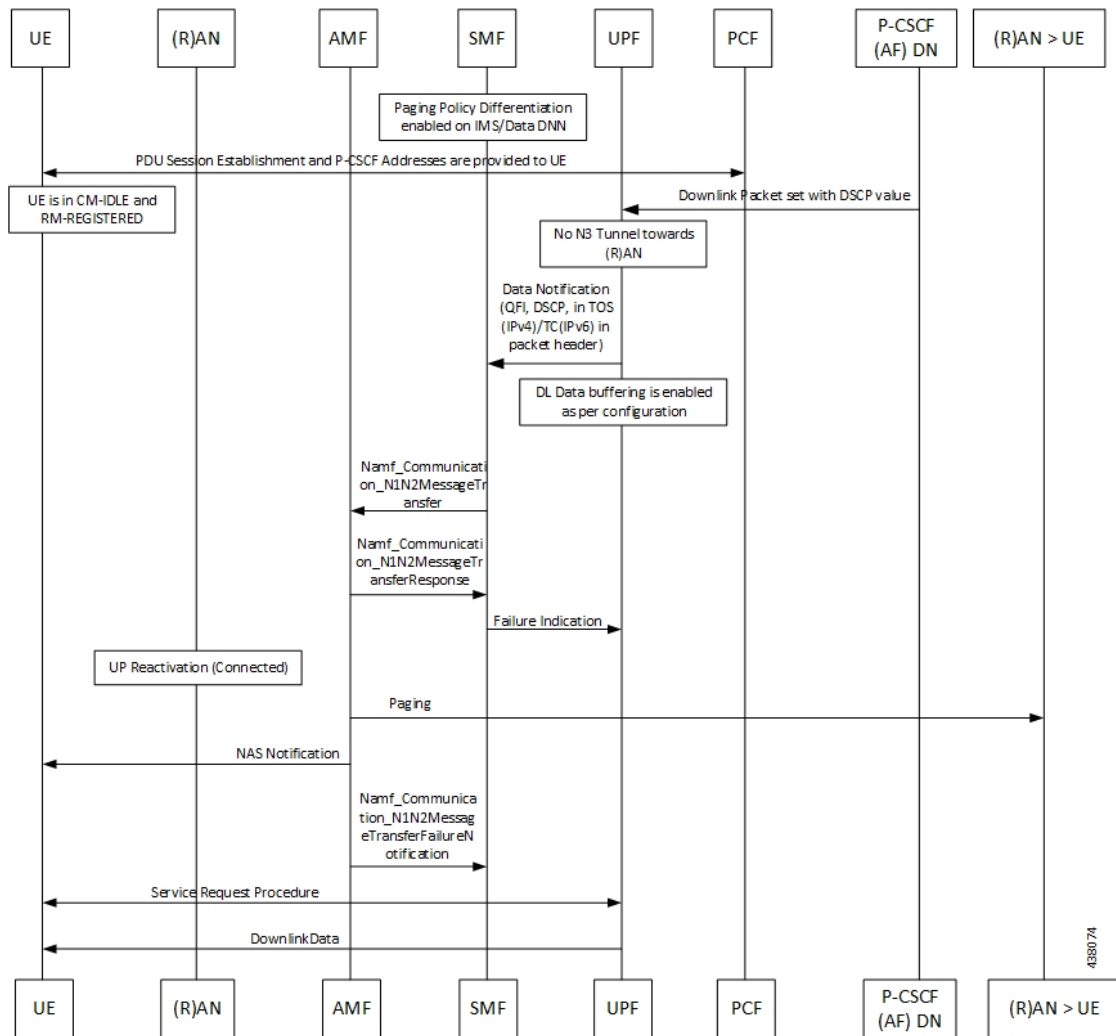 UE
(R)AN
AMF
SMF
UPF
PCF
P-CSCF
(AF) DN
(R)AN > UE
Paging Policy Differentiation
enabled on IMS/Data DNN
PDU Session Establishment and P-CSCF Addresses are provided to UE
UE is in CM-IDLE and
RM-REGISTERED
Downlink Packet set with DSCP value
No N3 Tunnel towards
(R)AN
Data Notification
(QFI, DSCP, in TOS
(IPv4)/TC(IPv6) in
packet header)
DL Data buffering is enabled
as per configuration
Namf_Communicati
on_N1N2MessageTr
ansfer
Namf_Communicati
on_N1N2MessageTr
ansferResponse
Failure Indication
UP Reactivation (Connected)
Paging
NAS Notification
Namf_Communica
tion_N1N2Messag
eTransferFailureN
otification
Service Request Procedure
DownlinkData
438074
UE
(R)AN
AMF
SMF
UPF
PCF
P-CSCF
(AF) DN
(R)AN > UE